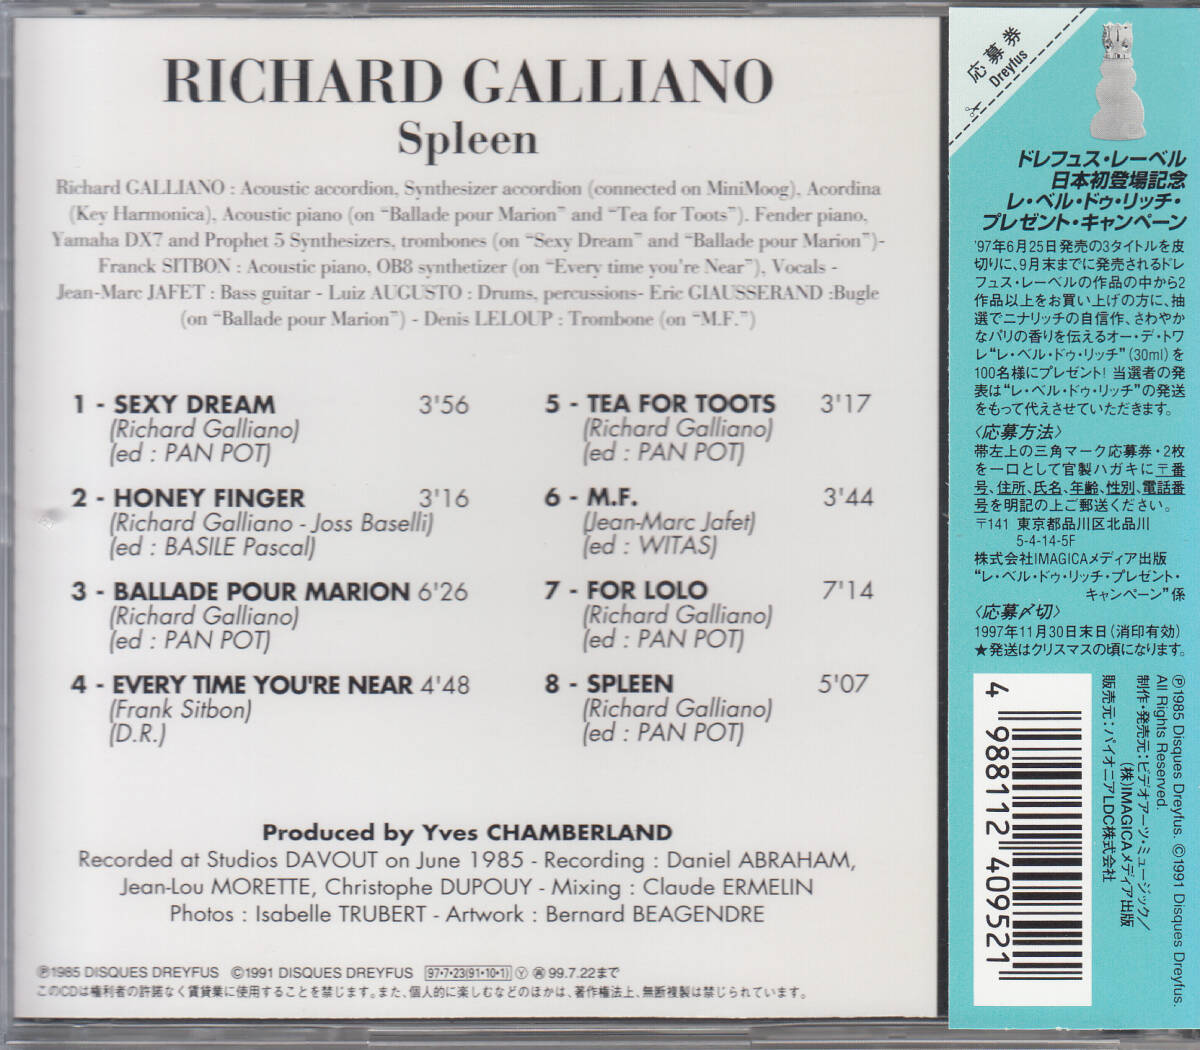 RICHARD GALLIANO
Spleen
Richard GALLIANO : Acoustic accordion, Synthesizer accordion (connected on MiniMoog), Acordina
(Key Harmonica), Acoustic piano (on “Ballade pour Marion” and “Tea for Toots”). Fender piano,
Yamaha DX7 and Prophet 5 Synthesizers, trombones (on “Sexy Dream” and “Ballade pour Marion”)-
Franck SITBON : Acoustic piano, OB8 synthetizer (on “Every time you're Near”), Vocals -
Jean-Marc JAFET : Bass guitar - Luiz AUGUSTO : Drums, percussions- Eric GIAUSSERAND :Bugle
(on “Ballade pour Marion”) - Denis LELOUP : Trombone (on “M.F.”)
1 - SEXY DREAM 3'56
(Richard Galliano)
(ed : PAN POT)
2 - HONEY FINGER 3'16
(Richard Galliano - Joss Baselli)
(ed : BASILE Pascal)
3 - BALLADE POUR MARION 6'26
(Richard Galliano)
(ed : PAN POT)
4 - EVERY TIME YOU'RE NEAR 4'48
(Frank Sitbon)
(D.R.)
5 - TEA FOR TOOTS 3'17
(Richard Galliano)
(ed : PAN POT)
6 - M.F. 3'44
(Jean-Marc Jafet)
(ed : WITAS)
7 - FOR LOLO 7'14
(Richard Galliano)
(ed : PAN POT)
8 - SPLEEN 5'07
(Richard Galliano)
(ed : PAN POT)
Produced by Yves CHAMBERLAND
Recorded at Studios DAVOUT on June 1985 - Recording : Daniel ABRAHAM,
Jean-Lou MORETTE, Christophe DUPOUY - Mixing : Claude ERMELIN
Photos : Isabelle TRUBERT - Artwork : Bernard BEAGENDRE
℗1985 DISQUES DREYFUS ©1991 DISQUES DREYFUS 97・7・23(91・10・1) Ⓨ ㊢ 99.7.22まで
このCDは権利者の許諾なく賃貸業に使用することを禁じます。また、個人的に楽しむなどのほかは、著作権法上、無断複製は禁じられています。
応募券
Dreyfus
ドレフュス・レーベル
日本初登場記念
レ・ベル・ドゥ・リッチ・
プレゼント・キャンペーン
'97年6月25日発売の3タイトルを皮
切りに、9月末までに発売されるドレ
フュス・レーベルの作品の中から2
作品以上をお買い上げの方に、抽
選でニナリッチの自信作、さわやか
なパリの香りを伝えるオー・デ・トワ
レ“レ・ベル・ドゥ・リッチ”(30ml)を
100名様にプレゼント! 当選者の発
表は“レ・ベル・ドゥ・リッチ”の発送
をもって代えさせていただきます。
〈応募方法〉
帯左上の三角マーク応募券・2枚
を一口として官製ハガキに〒番
号、住所、氏名、年齢、性別、電話番
号を明記の上ご郵送ください。
〒141 東京都品川区北品川
5-4-14-5F
株式会社IMAGICAメディア出版
“レ・ベル・ドゥ・リッチ・プレゼント・
キャンペーン”係
〈応募〆切〉
1997年11月30日末日(消印有効)
★発送はクリスマスの頃になります。
℗1985 Disques Dreyfus. ©1991 Disques Dreyfus.
All Rights Reserved.
制作・発売元:ビデオアーツ・ミュージック/
(株)IMAGICAメディア出版
販売元:パイオニアLDC株式会社
4 988112 409521